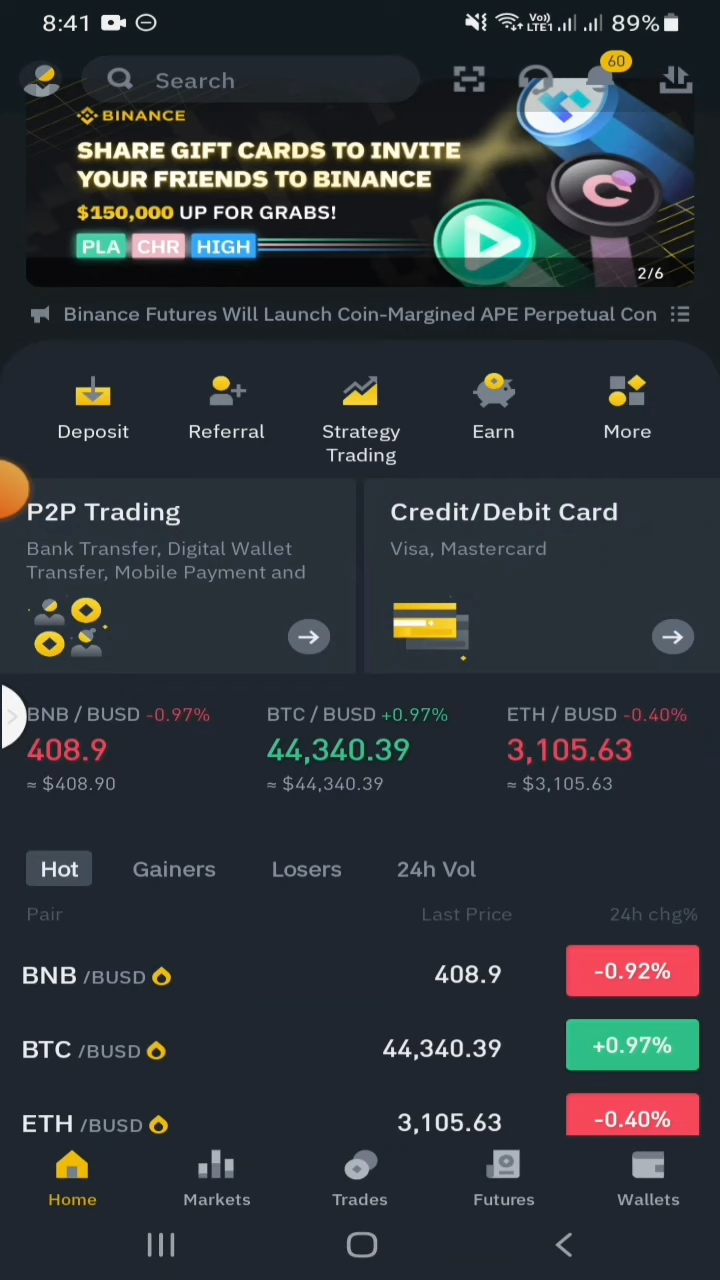 8:41 Vo)) LTE1 89%
Search 60
BINANCE
SHARE GIFT CARDS TO INVITE
YOUR FRIENDS TO BINANCE
$150,000 UP FOR GRABS!
PLA CHR HIGH
2/6
Binance Futures Will Launch Coin-Margined APE Perpetual Con
Deposit Referral Strategy Trading Earn More
P2P Trading
Bank Transfer, Digital Wallet
Transfer, Mobile Payment and
Credit/Debit Card
Visa, Mastercard
BNB / BUSD -0.97% BTC / BUSD +0.97% ETH / BUSD -0.40%
408.9 44,340.39 3,105.63
≈ $408.90 ≈ $44,340.39 ≈ $3,105.63
Hot Gainers Losers 24h Vol
Pair Last Price 24h chg%
BNB /BUSD 408.9 -0.92%
BTC /BUSD 44,340.39 +0.97%
ETH /BUSD 3,105.63 -0.40%
Home Markets Trades Futures Wallets